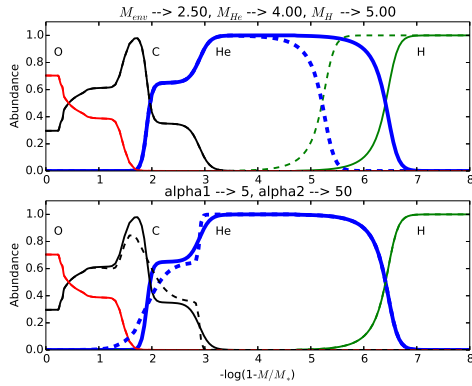 M_env --> 2.50, M_He --> 4.00, M_H --> 5.00
1.0
0.8
0.6
0.4
0.2
0.0
Abundance
O
C
He
H
0 1 2 3 4 5 6 7 8
alpha1 --> 5, alpha2 --> 50
1.0
0.8
0.6
0.4
0.2
0.0
Abundance
O
C
He
H
0 1 2 3 4 5 6 7 8
-log(1-M/M_*)